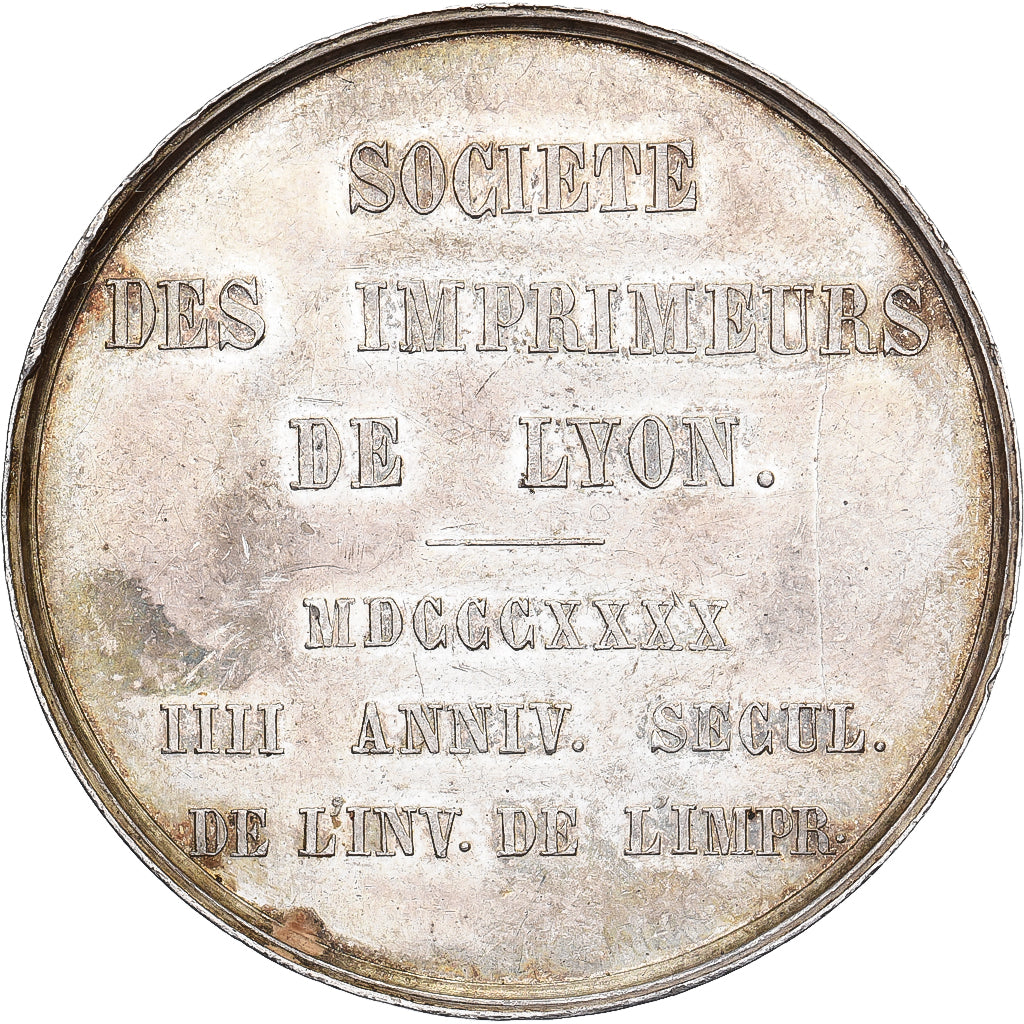 SOCIETE
DES IMPRIMEURS
DE LYON.
MDCCCXXXX
IIII ANNIV. SECUL.
DE L'INV. DE L'IMPR.